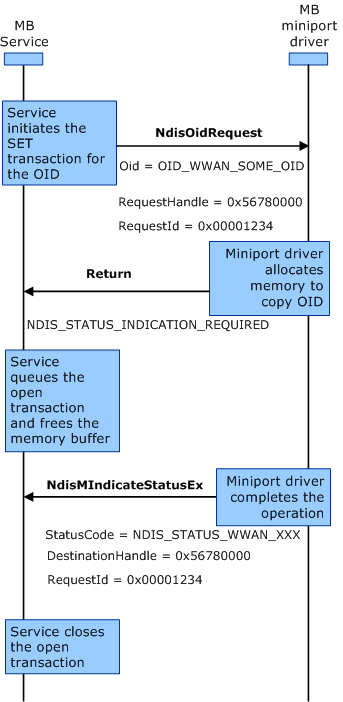 MB
Service
MB
miniport
driver
Service
initiates the
SET
transaction for
the OID
NdisOidRequest
Oid = OID_WWAN_SOME_OID
RequestHandle = 0x56780000
RequestId = 0x00001234
Miniport driver
allocates
memory to
copy OID
Return
NDIS_STATUS_INDICATION_REQUIRED
Service
queues the
open
transaction
and frees the
memory buffer
Miniport driver
completes the
operation
NdisMIndicateStatusEx
StatusCode = NDIS_STATUS_WWAN_XXX
DestinationHandle = 0x56780000
RequestId = 0x00001234
Service closes
the open
transaction